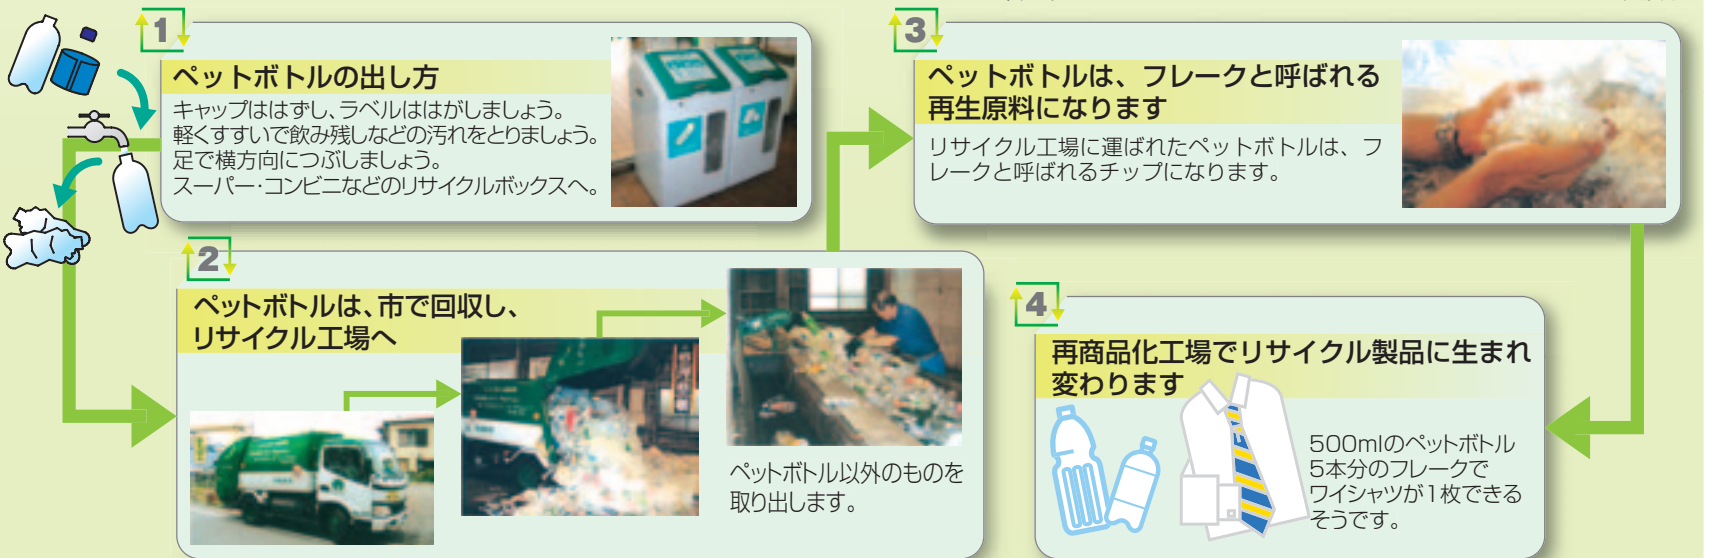 1
ペットボトルの出し方
キャップははずし、ラベルははがしましょう。
軽くすすいで飲み残しなどの汚れをとりましょう。
足で横方向につぶしましょう。
スーパー・コンビニなどのリサイクルボックスへ。
2
ペットボトルは、市で回収し、
リサイクル工場へ
ペットボトル以外のものを
取り出します。
3
ペットボトルは、フレークと呼ばれる
再生原料になります
リサイクル工場に運ばれたペットボトルは、フ
レークと呼ばれるチップになります。
4
再商品化工場でリサイクル製品に生まれ
変わります
500mlのペットボトル
5本分のフレークで
ワイシャツが1枚できる
そうです。